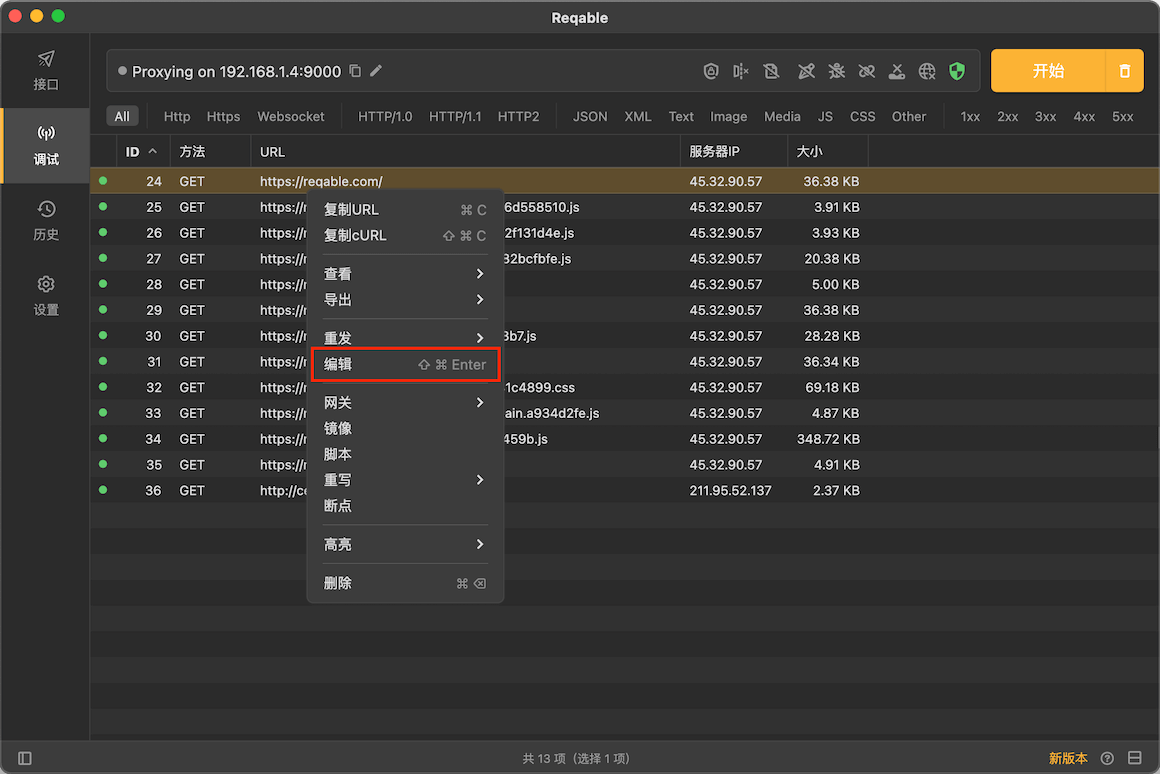 Reqable
接口
调试
历史
设置
Proxying on 192.168.1.4:9000
开始
All Http Https Websocket HTTP/1.0 HTTP/1.1 HTTP2 JSON XML Text Image Media JS CSS Other 1xx 2xx 3xx 4xx 5xx
ID 方法 URL 服务器IP 大小
24 GET https://reqable.com/ 45.32.90.57 36.38 KB
25 GET https:// 6d558510.js 45.32.90.57 3.91 KB
26 GET https:// 2f131d4e.js 45.32.90.57 3.93 KB
27 GET https:// 32bcfbfe.js 45.32.90.57 20.38 KB
28 GET https:// 45.32.90.57 5.00 KB
29 GET https:// 45.32.90.57 36.38 KB
30 GET https:// 3b7.js 45.32.90.57 28.28 KB
31 GET https:// 45.32.90.57 36.34 KB
32 GET https:// 1c4899.css 45.32.90.57 69.18 KB
33 GET https:// ain.a934d2fe.js 45.32.90.57 4.87 KB
34 GET https:// 459b.js 45.32.90.57 348.72 KB
35 GET https:// 45.32.90.57 4.91 KB
36 GET http://c 211.95.52.137 2.37 KB
复制URL ⌘ C
复制cURL ⇧ ⌘ C
查看
导出
重发
编辑 ⇧ ⌘ Enter
网关
镜像
脚本
重写
断点
高亮
删除 ⌘ ⌫
共 13 项（选择 1 项）
新版本